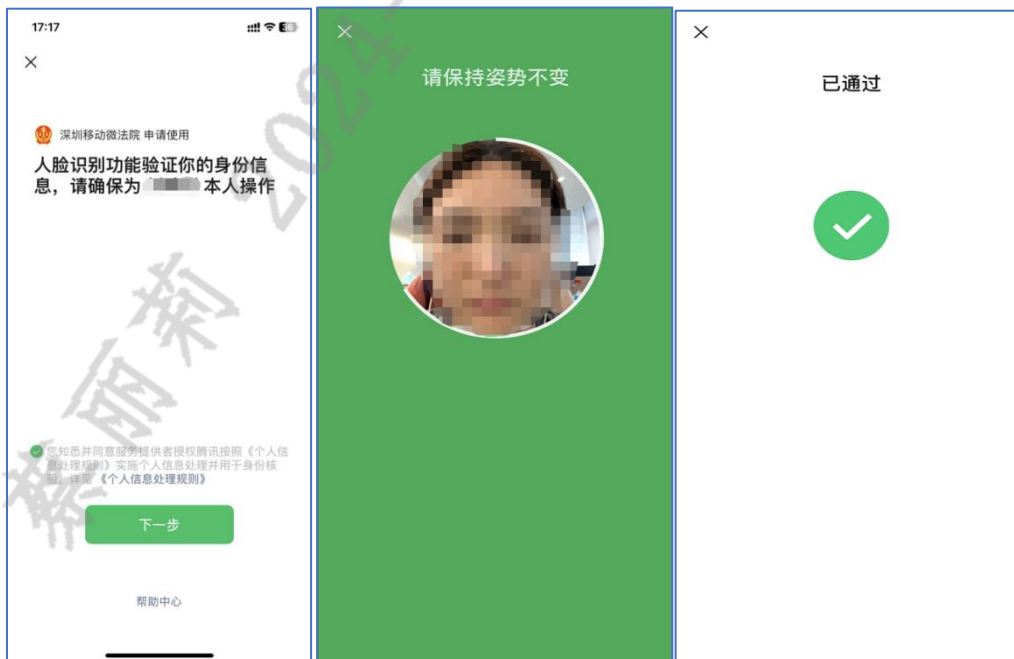 17:17
36
深圳移动微法院 申请使用
人脸识别功能验证你的身份信
息，请确保为 本人操作
您知悉并同意服务提供者授权腾讯按照《个人信
息处理规则》实施个人信息处理并用于身份核
验，详见《个人信息处理规则》
下一步
帮助中心
请保持姿势不变
已通过
蔡丽莉 2024-